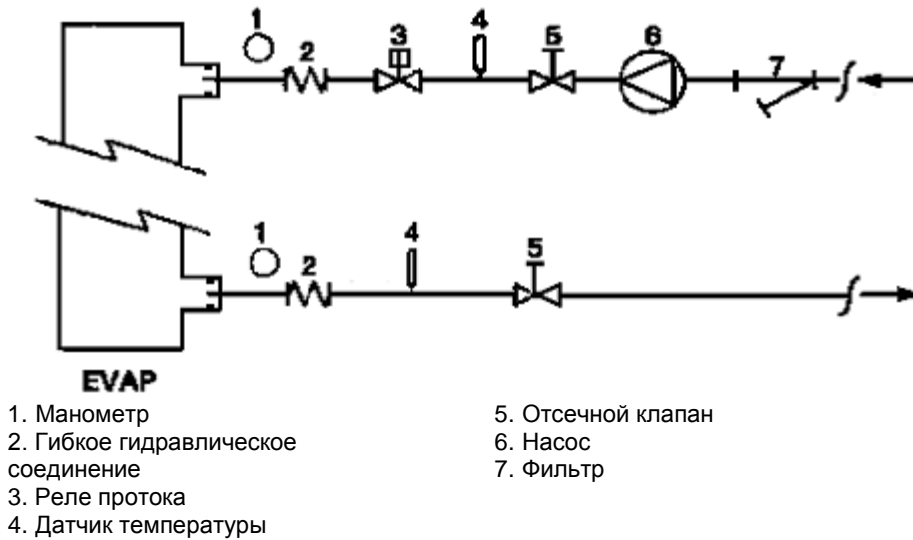 1 2 3 4 5 6 7
1 2 4 5
EVAP
1. Манометр
2. Гибкое гидравлическое
соединение
3. Реле протока
4. Датчик температуры
5. Отсечной клапан
6. Насос
7. Фильтр